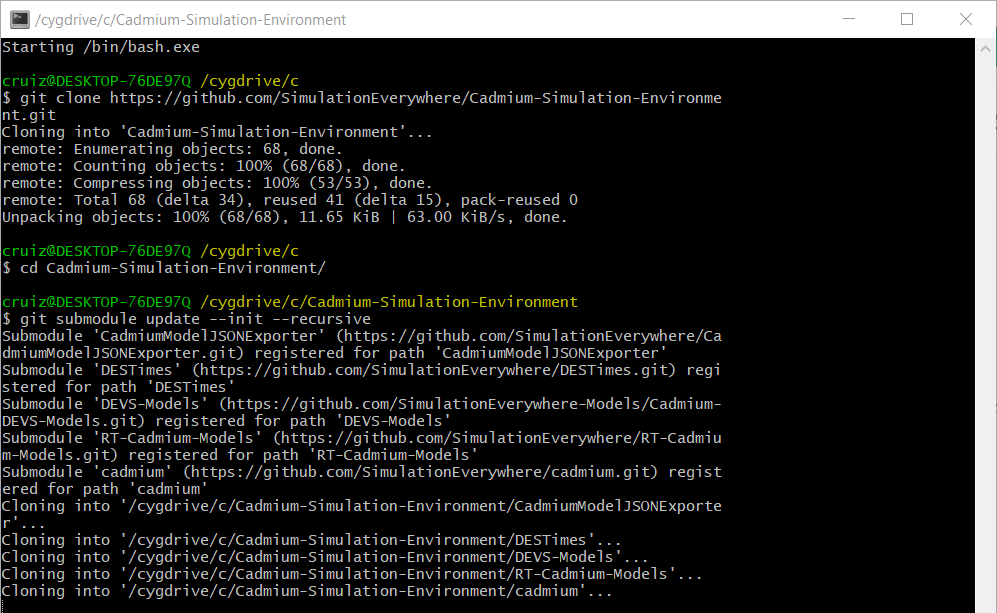 /cygdrive/c/Cadmium-Simulation-Environment
Starting /bin/bash.exe
cruiz@DESKTOP-76DE97Q /cygdrive/c
$ git clone https://github.com/SimulationEverywhere/Cadmium-Simulation-Environme
nt.git
Cloning into 'Cadmium-Simulation-Environment'...
remote: Enumerating objects: 68, done.
remote: Counting objects: 100% (68/68), done.
remote: Compressing objects: 100% (53/53), done.
remote: Total 68 (delta 34), reused 41 (delta 15), pack-reused 0
Unpacking objects: 100% (68/68), 11.65 KiB | 63.00 KiB/s, done.
cruiz@DESKTOP-76DE97Q /cygdrive/c
$ cd Cadmium-Simulation-Environment/
cruiz@DESKTOP-76DE97Q /cygdrive/c/Cadmium-Simulation-Environment
$ git submodule update --init --recursive
Submodule 'CadmiumModelJSONExporter' (https://github.com/SimulationEverywhere/Ca
dmiumModelJSONExporter.git) registered for path 'CadmiumModelJSONExporter'
Submodule 'DESTimes' (https://github.com/SimulationEverywhere/DESTimes.git) regi
stered for path 'DESTimes'
Submodule 'DEVS-Models' (https://github.com/SimulationEverywhere-Models/Cadmium-
DEVS-Models.git) registered for path 'DEVS-Models'
Submodule 'RT-Cadmium-Models' (https://github.com/SimulationEverywhere/RT-Cadmiu
m-Models.git) registered for path 'RT-Cadmium-Models'
Submodule 'cadmium' (https://github.com/SimulationEverywhere/cadmium.git) regist
ered for path 'cadmium'
Cloning into '/cygdrive/c/Cadmium-Simulation-Environment/CadmiumModelJSONExporte
r'...
Cloning into '/cygdrive/c/Cadmium-Simulation-Environment/DESTimes'...
Cloning into '/cygdrive/c/Cadmium-Simulation-Environment/DEVS-Models'...
Cloning into '/cygdrive/c/Cadmium-Simulation-Environment/RT-Cadmium-Models'...
Cloning into '/cygdrive/c/Cadmium-Simulation-Environment/cadmium'...